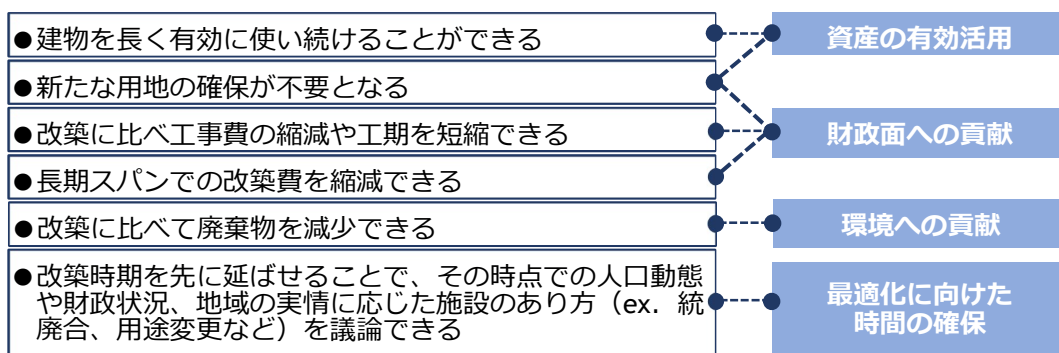 ●建物を長く有効に使い続けることができる
●新たな用地の確保が不要となる
●改築に比べ工事費の縮減や工期を短縮できる
●長期スパンでの改築費を縮減できる
●改築に比べて廃棄物を減少できる
●改築時期を先に延ばせることで、その時点での人口動態
や財政状況、地域の実情に応じた施設のあり方（ex．統
廃合、用途変更など）を議論できる
資産の有効活用
財政面への貢献
環境への貢献
最適化に向けた
時間の確保